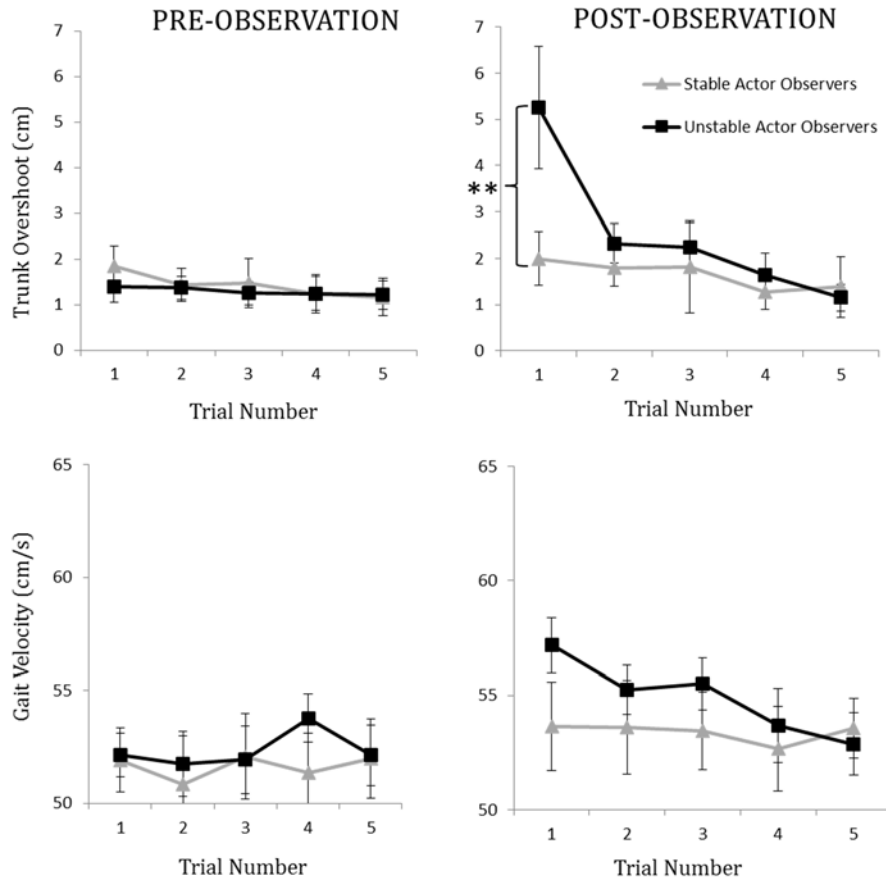 PRE-OBSERVATION
POST-OBSERVATION
Trunk Overshoot (cm)
7
6
5
4
3
2
1
0
1 2 3 4 5
Trial Number
7
6
5
4
3
2
1
0
**
Stable Actor Observers
Unstable Actor Observers
1 2 3 4 5
Trial Number
Gait Velocity (cm/s)
65
60
55
50
1 2 3 4 5
Trial Number
65
60
55
50
1 2 3 4 5
Trial Number